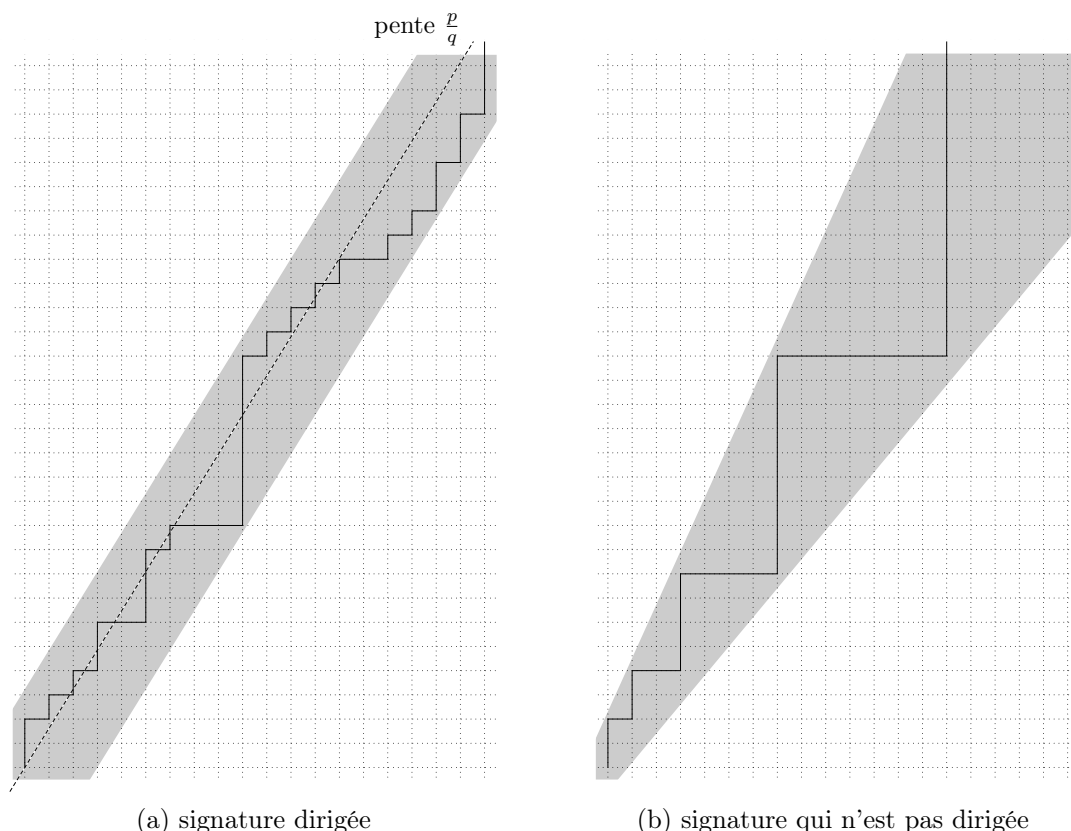 pente $\frac{p}{q}$
(a) signature dirigée
(b) signature qui n'est pas dirigée